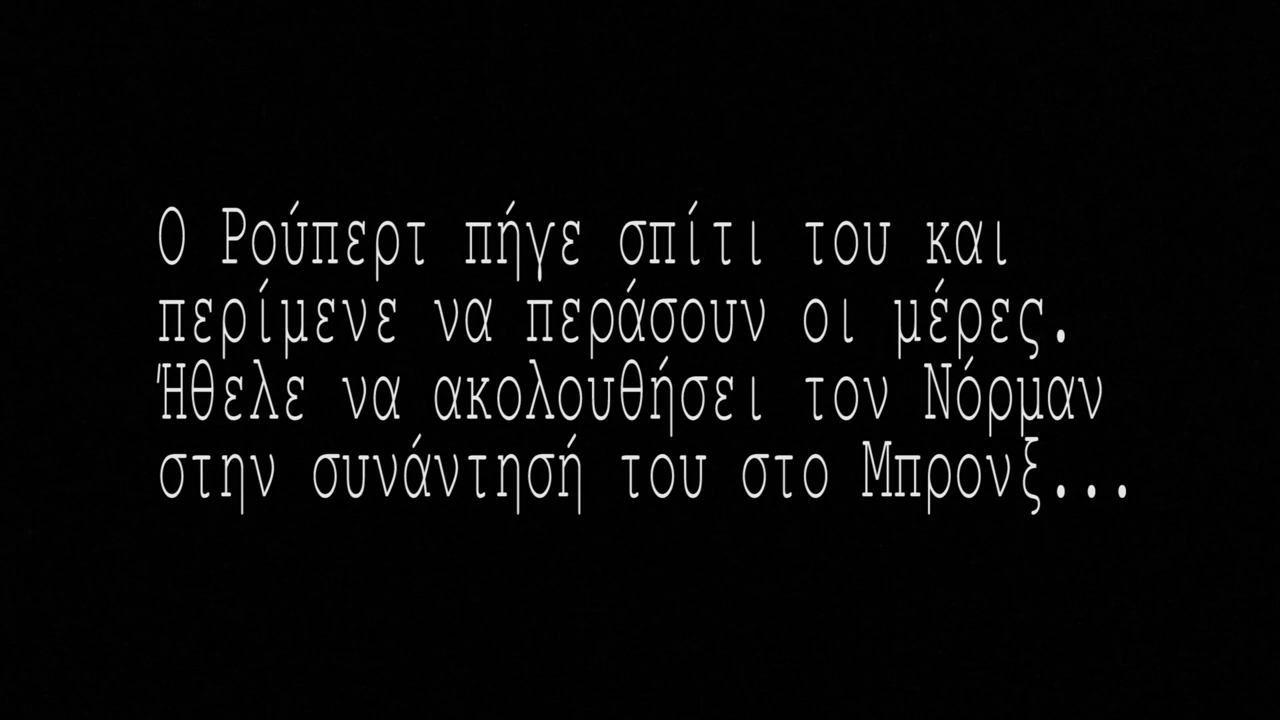 Ο Ρούπερτ πήγε σπίτι του και
περίμενε να περάσουν οι μέρες.
Ήθελε να ακολουθήσει τον Νόρμαν
στην συνάντησή του στο Μπρονξ...